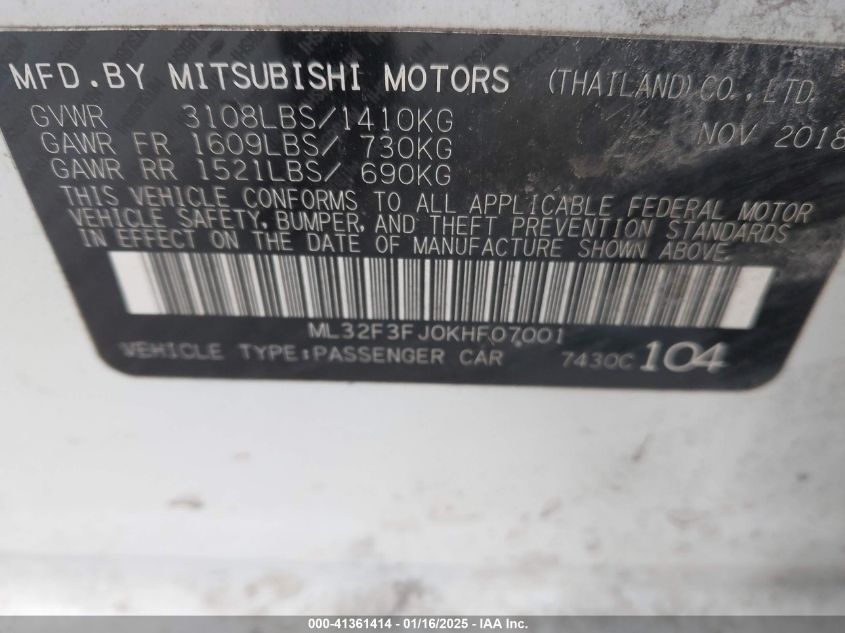 MFD.BY MITSUBISHI MOTORS (THAILAND) CO., LTD.
GVWR 3108LBS/1410KG NOV 2018
GAWR FR 1609LBS/ 730KG
GAWR RR 1521LBS/ 690KG
THIS VEHICLE CONFORMS TO ALL APPLICABLE FEDERAL MOTOR
VEHICLE SAFETY, BUMPER, AND THEFT PREVENTION STANDARDS
IN EFFECT ON THE DATE OF MANUFACTURE SHOWN ABOVE.
ML32F3FJ0KHF07001
VEHICLE TYPE:PASSENGER CAR 7430C 104
000-41361414 - 01/16/2025 - IAA Inc.